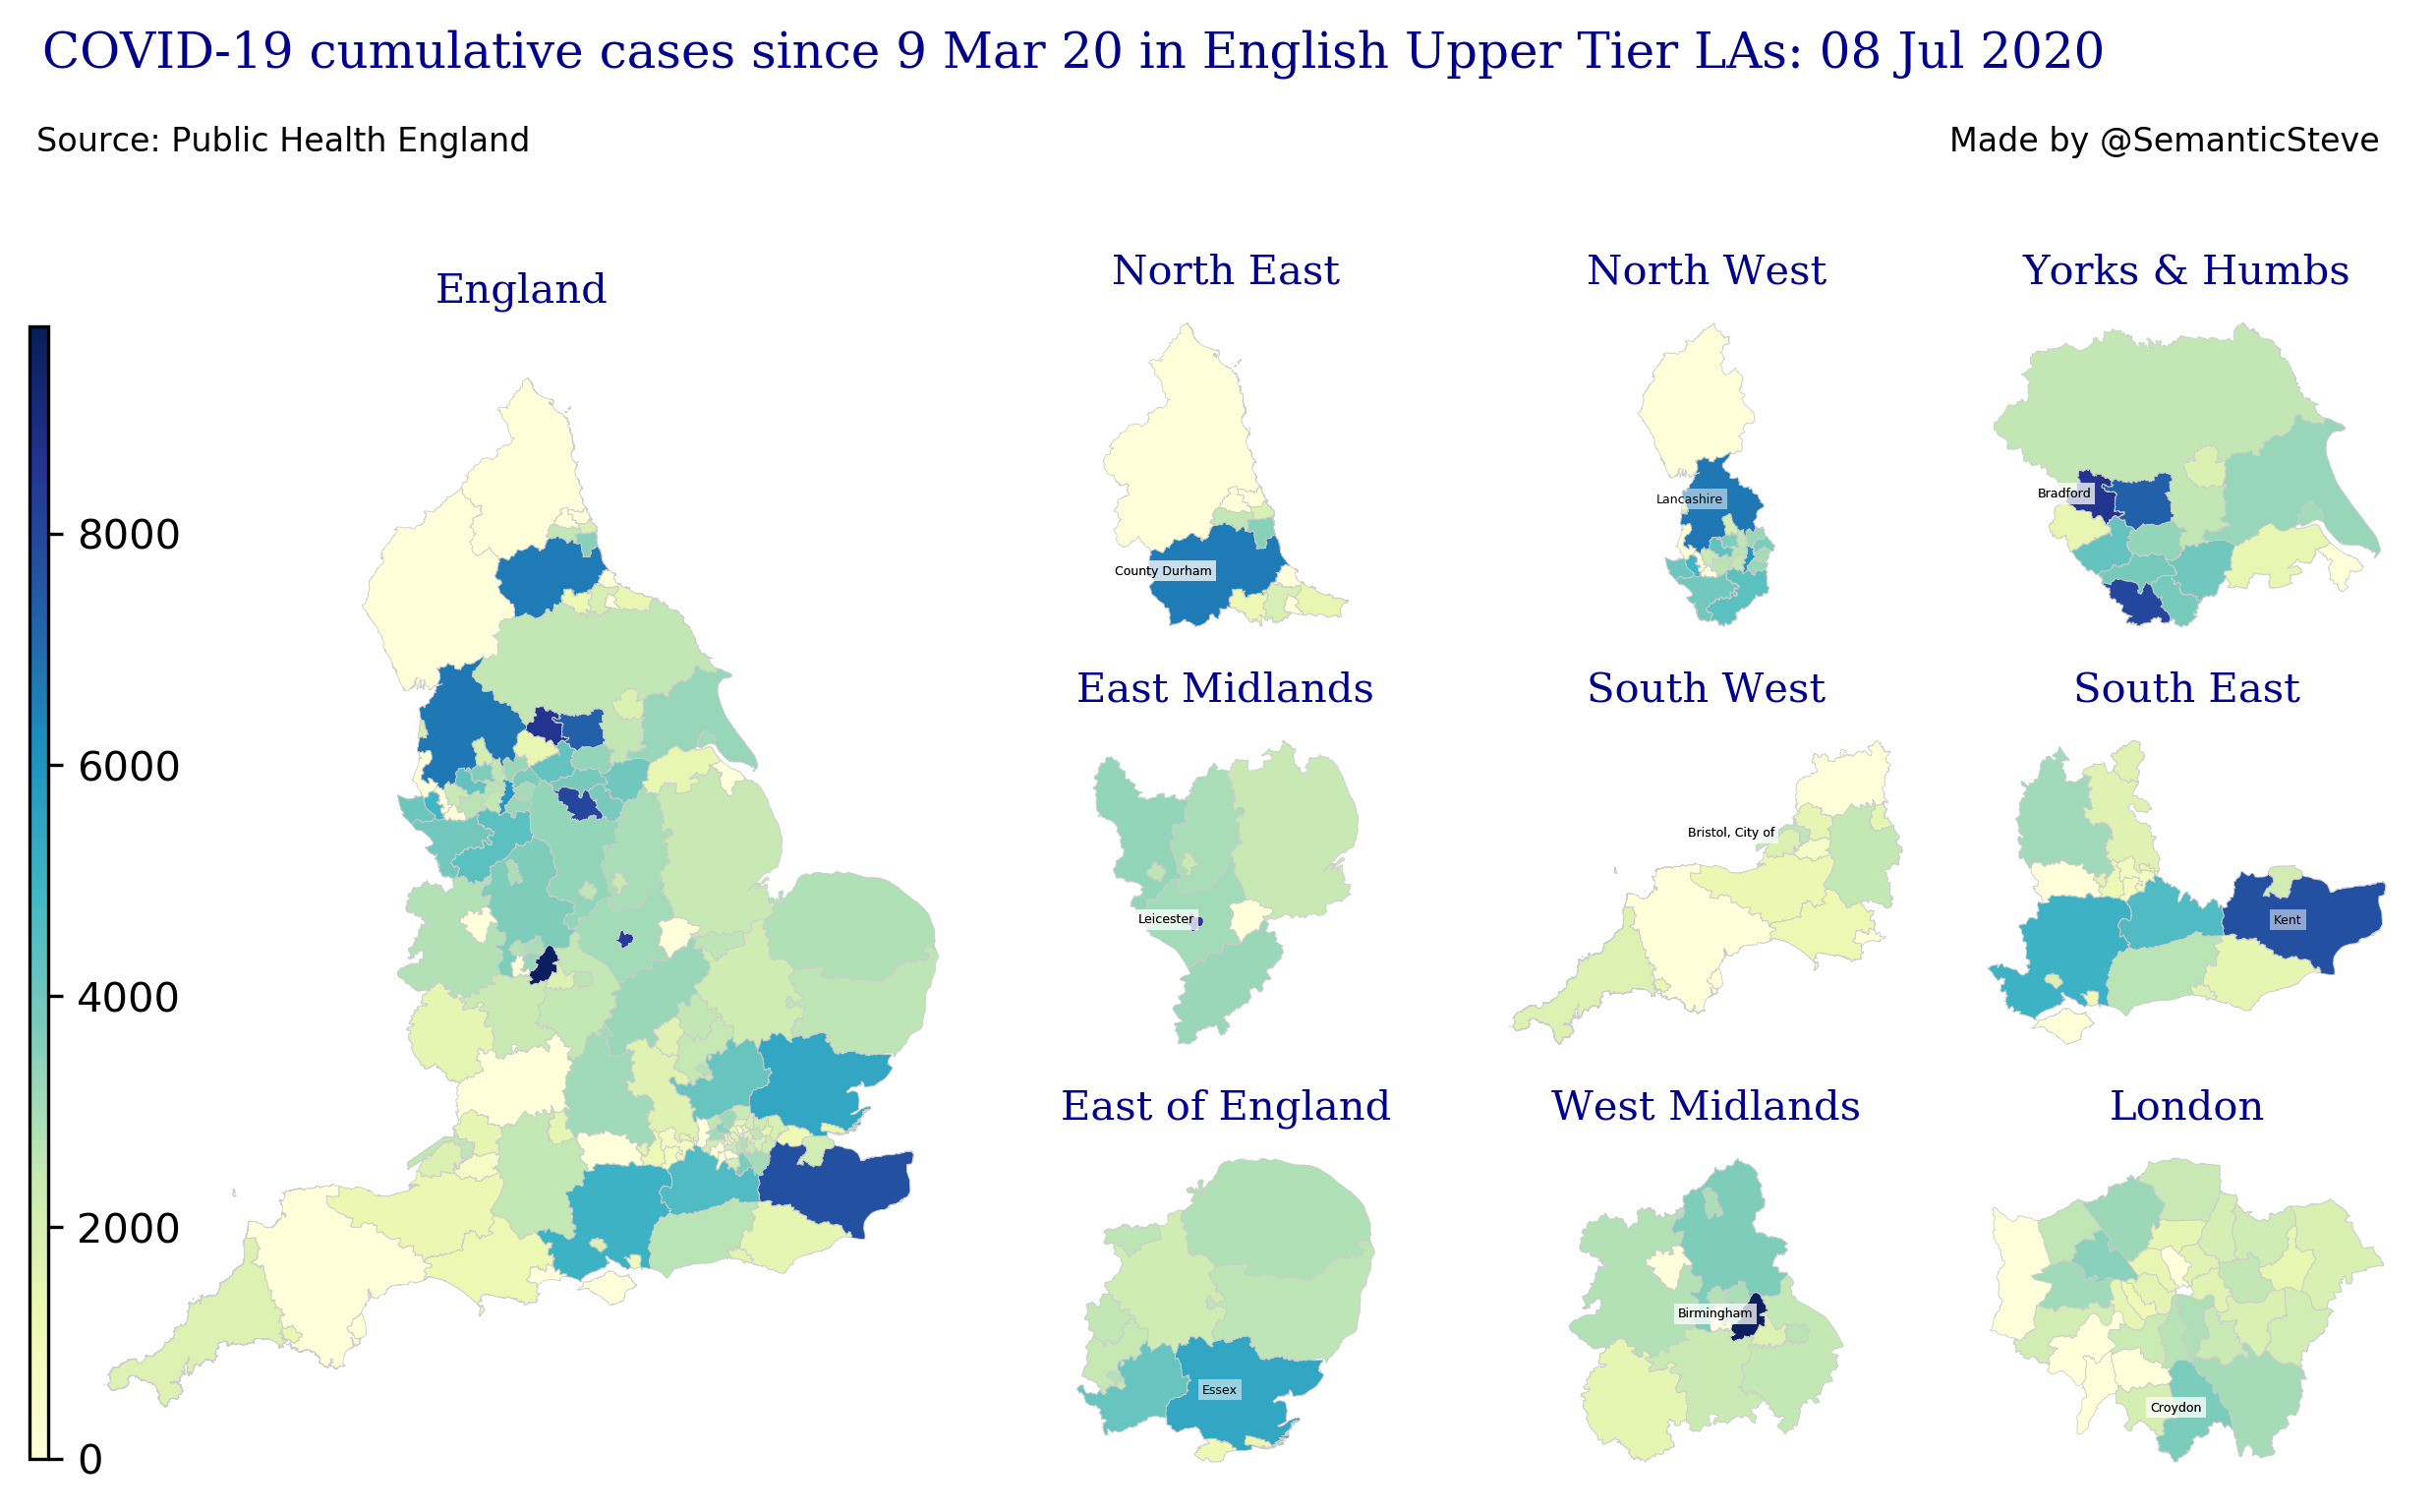 COVID-19 cumulative cases since 9 Mar 20 in English Upper Tier LAs: 08 Jul 2020
Source: Public Health England
Made by @SemanticSteve
England
8000
6000
4000
2000
0
North East
County Durham
North West
Lancashire
Yorks & Humbs
Bradford
East Midlands
Leicester
South West
Bristol, City of
South East
Kent
East of England
Essex
West Midlands
Birmingham
London
Croydon